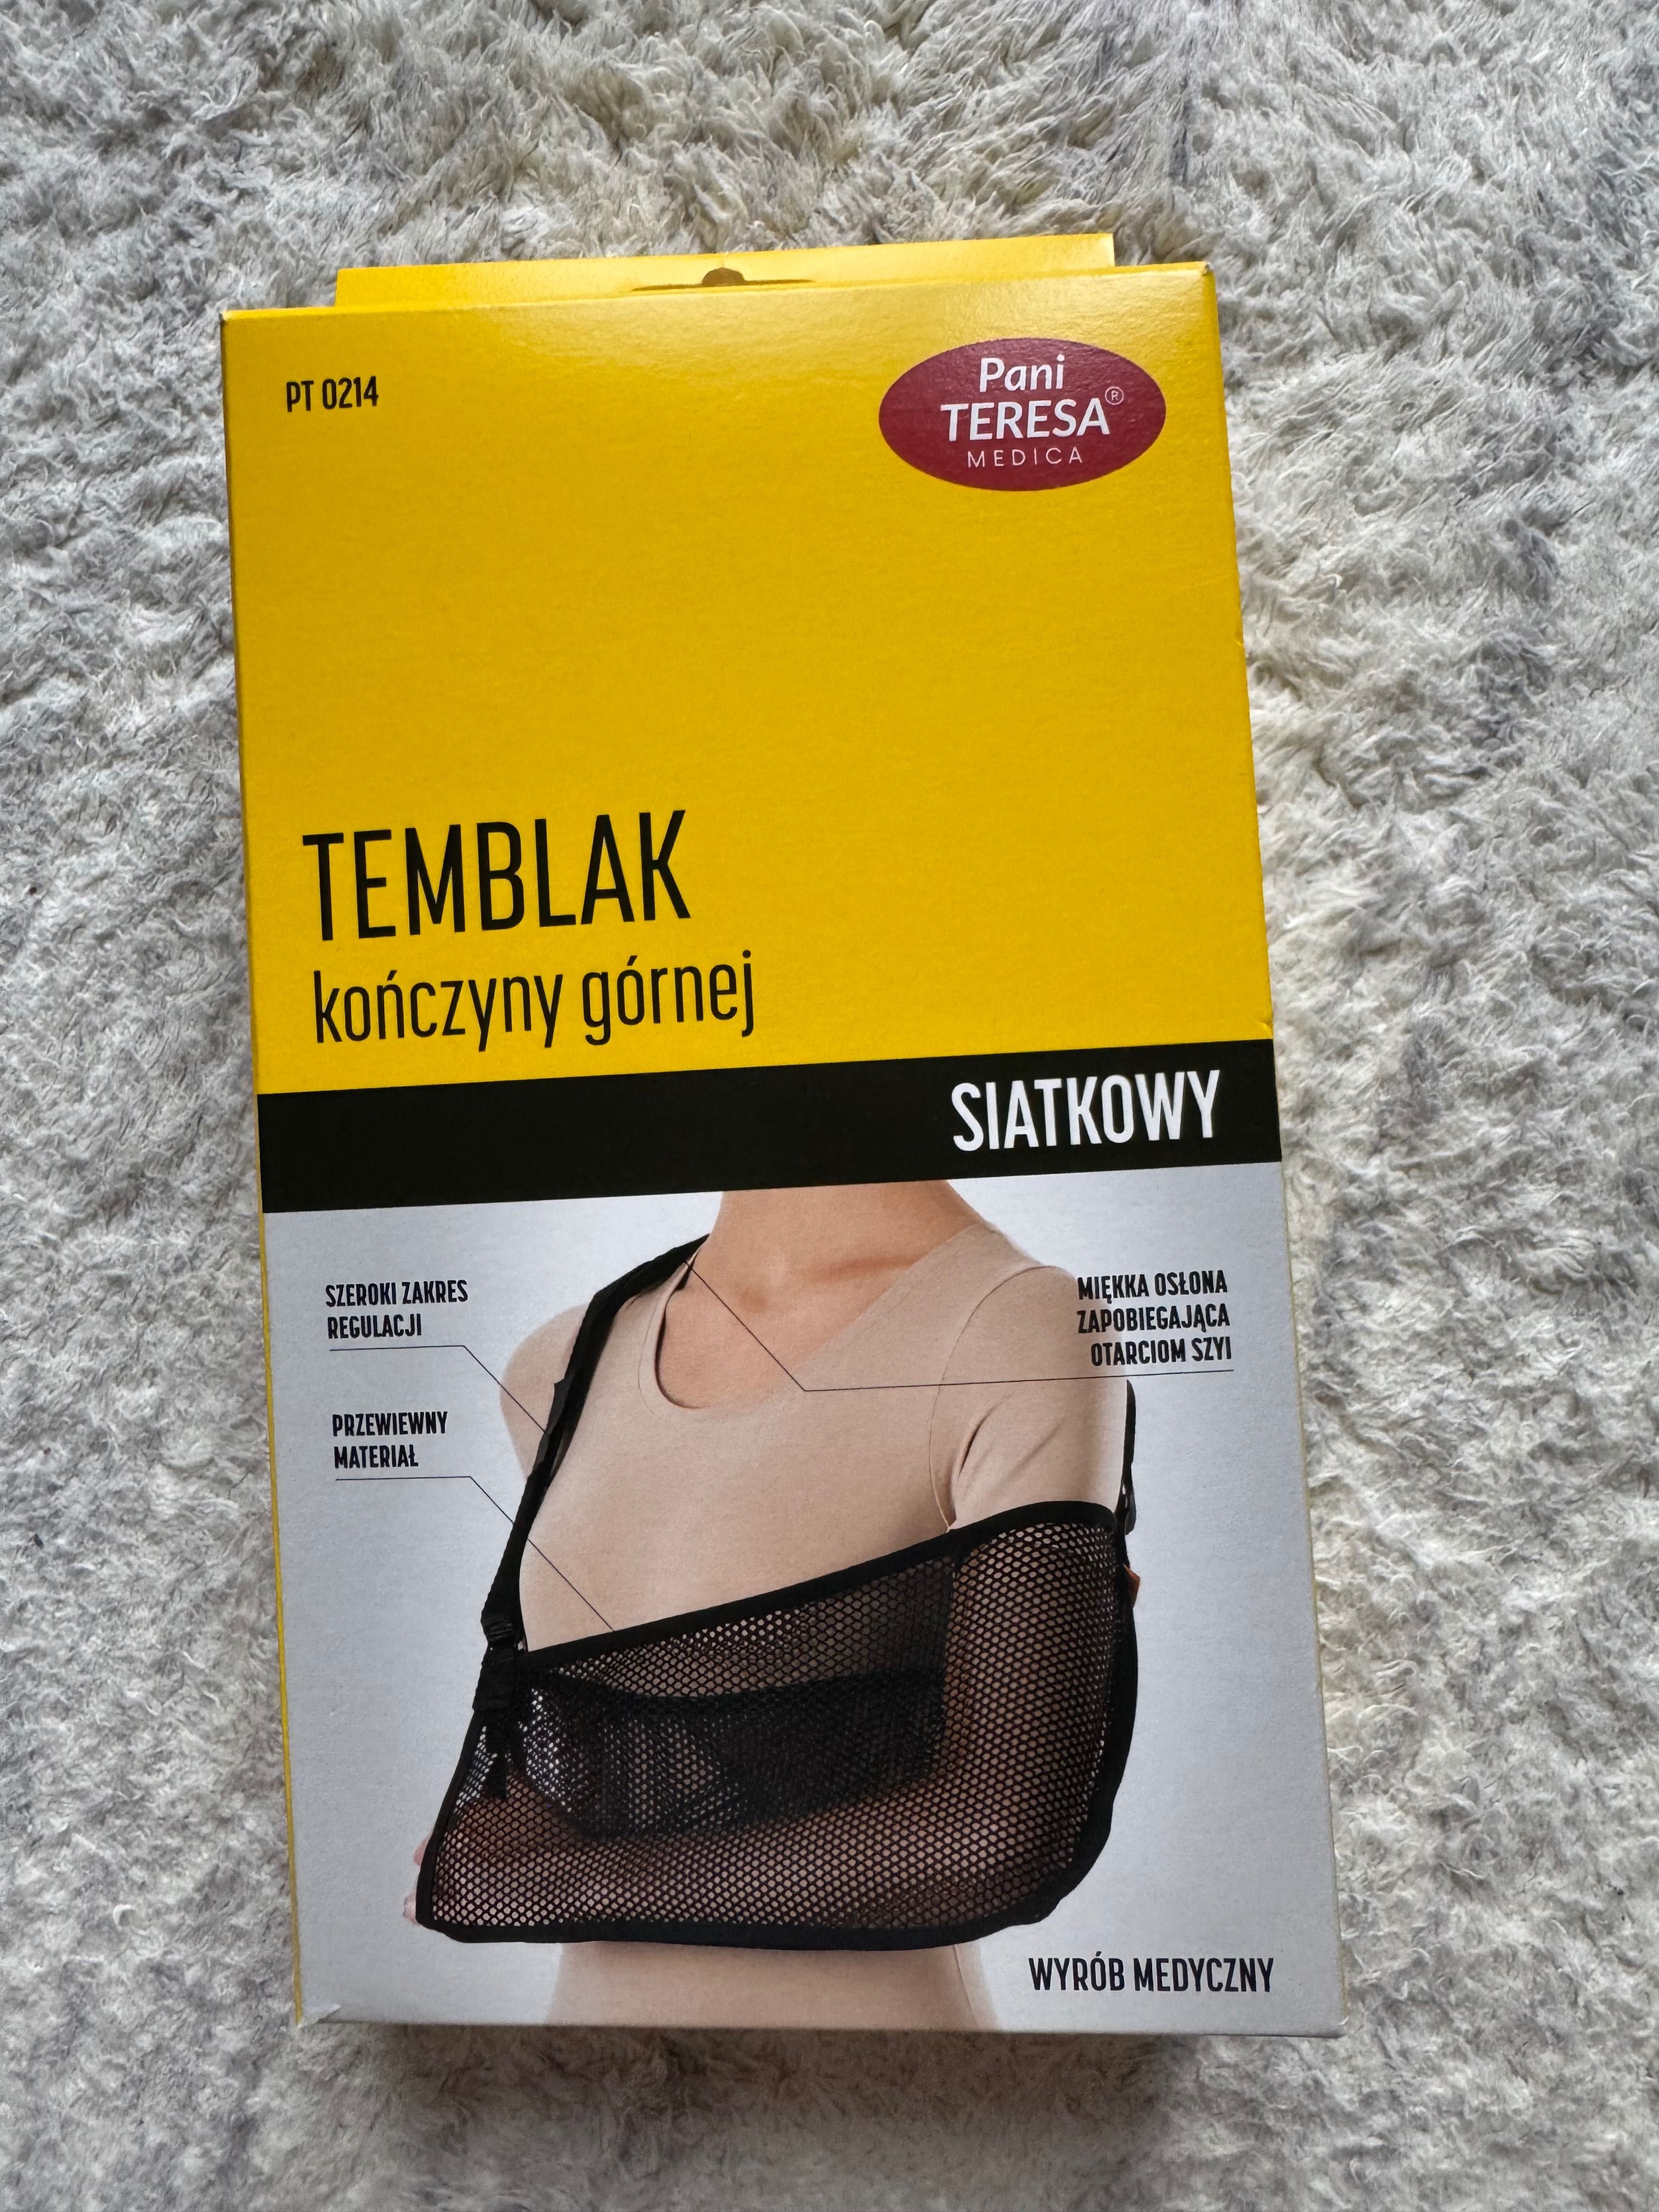 PT 0214
Pani
TERESA®
MEDICA
TEMBLAK
kończyny górnej
SIATKOWY
SZEROKI ZAKRES
REGULACJI
MIĘKKA OSŁONA
ZAPOBIEGAJĄCA
OTARCIOM SZYI
PRZEWIEWNY
MATERIAŁ
WYRÓB MEDYCZNY